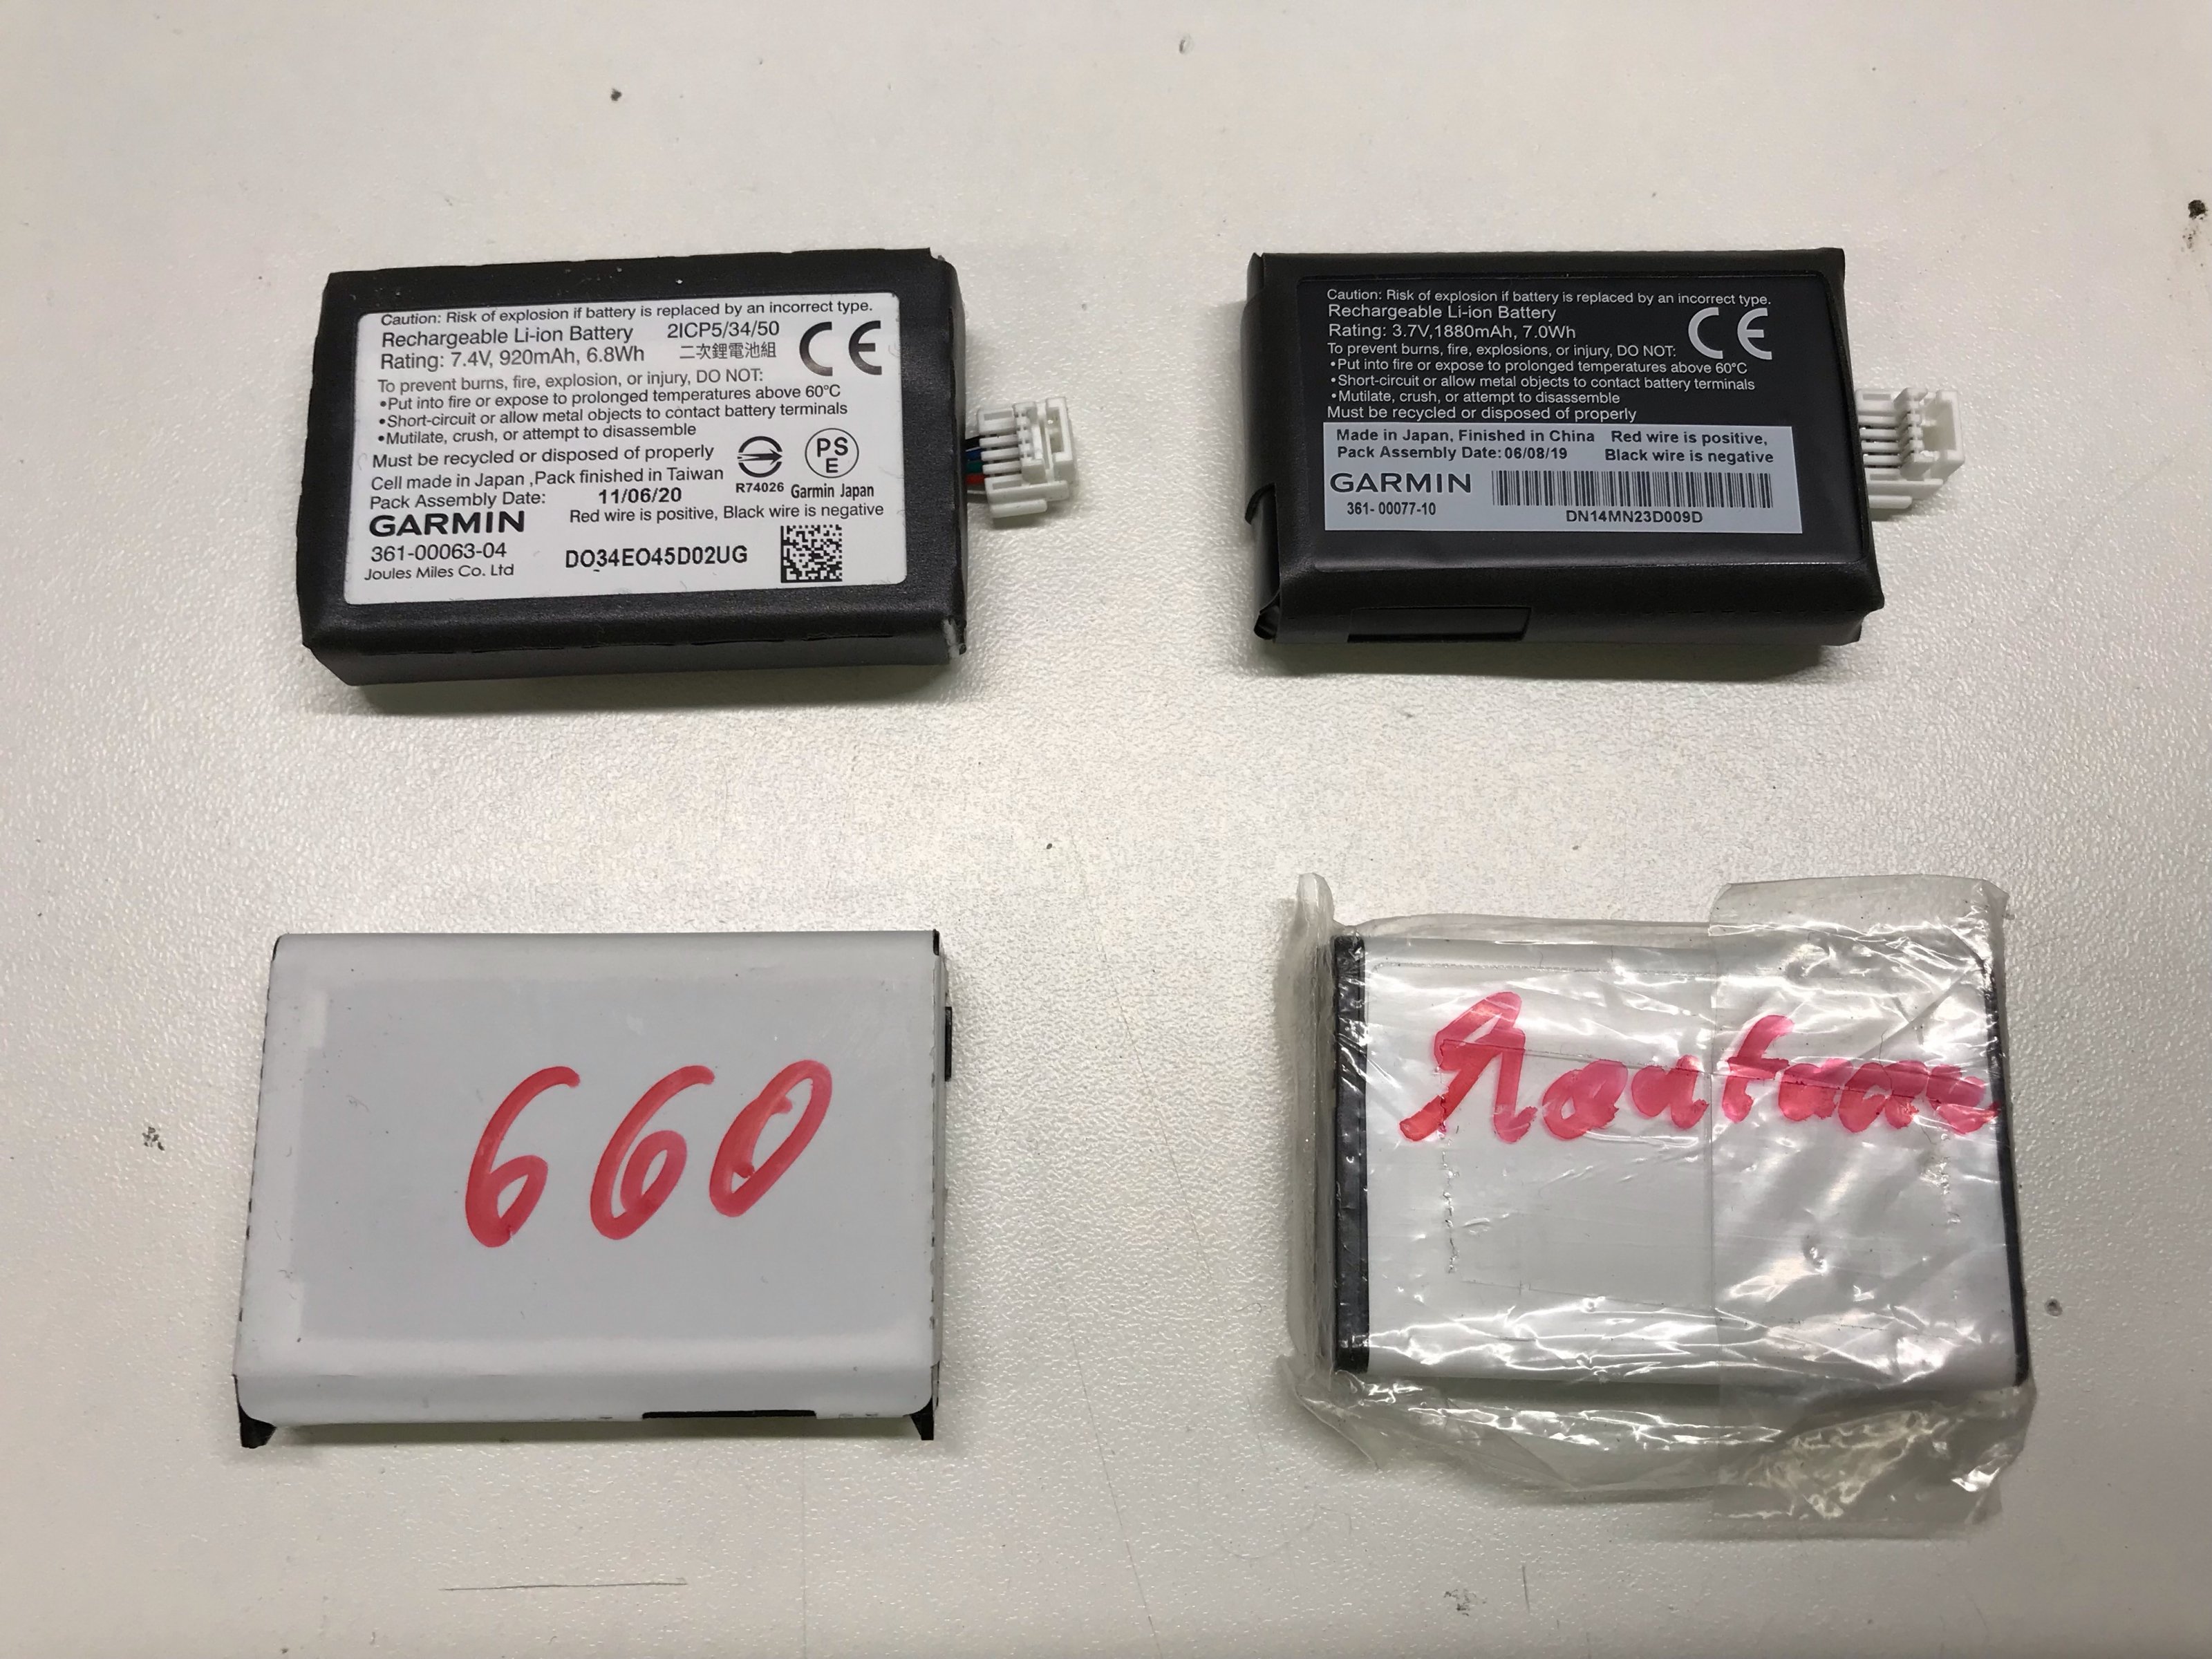 Caution: Risk of explosion if battery is replaced by an incorrect type.
Rechargeable Li-ion Battery 2ICP5/34/50
Rating: 7.4V, 920mAh, 6.8Wh 二次鋰電池組
CE
To prevent burns, fire, explosion, or injury, DO NOT:
•Put into fire or expose to prolonged temperatures above 60°C
•Short-circuit or allow metal objects to contact battery terminals
•Mutilate, crush, or attempt to disassemble
Must be recycled or disposed of properly
PS
E
Cell made in Japan ,Pack finished in Taiwan R74026 Garmin Japan
Pack Assembly Date: 11/06/20
GARMIN Red wire is positive, Black wire is negative
361-00063-04 DO34EO45D02UG
Joules Miles Co. Ltd
Caution: Risk of explosion if battery is replaced by an incorrect type.
Rechargeable Li-ion Battery
Rating: 3.7V,1880mAh, 7.0Wh
CE
To prevent burns, fire, explosions, or injury, DO NOT:
•Put into fire or expose to prolonged temperatures above 60°C
•Short-circuit or allow metal objects to contact battery terminals
•Mutilate, crush, or attempt to disassemble
Must be recycled or disposed of properly
Made in Japan, Finished in China Red wire is positive,
Pack Assembly Date: 06/08/19 Black wire is negative
GARMIN
361- 00077-10 DN14MN23D009D
660